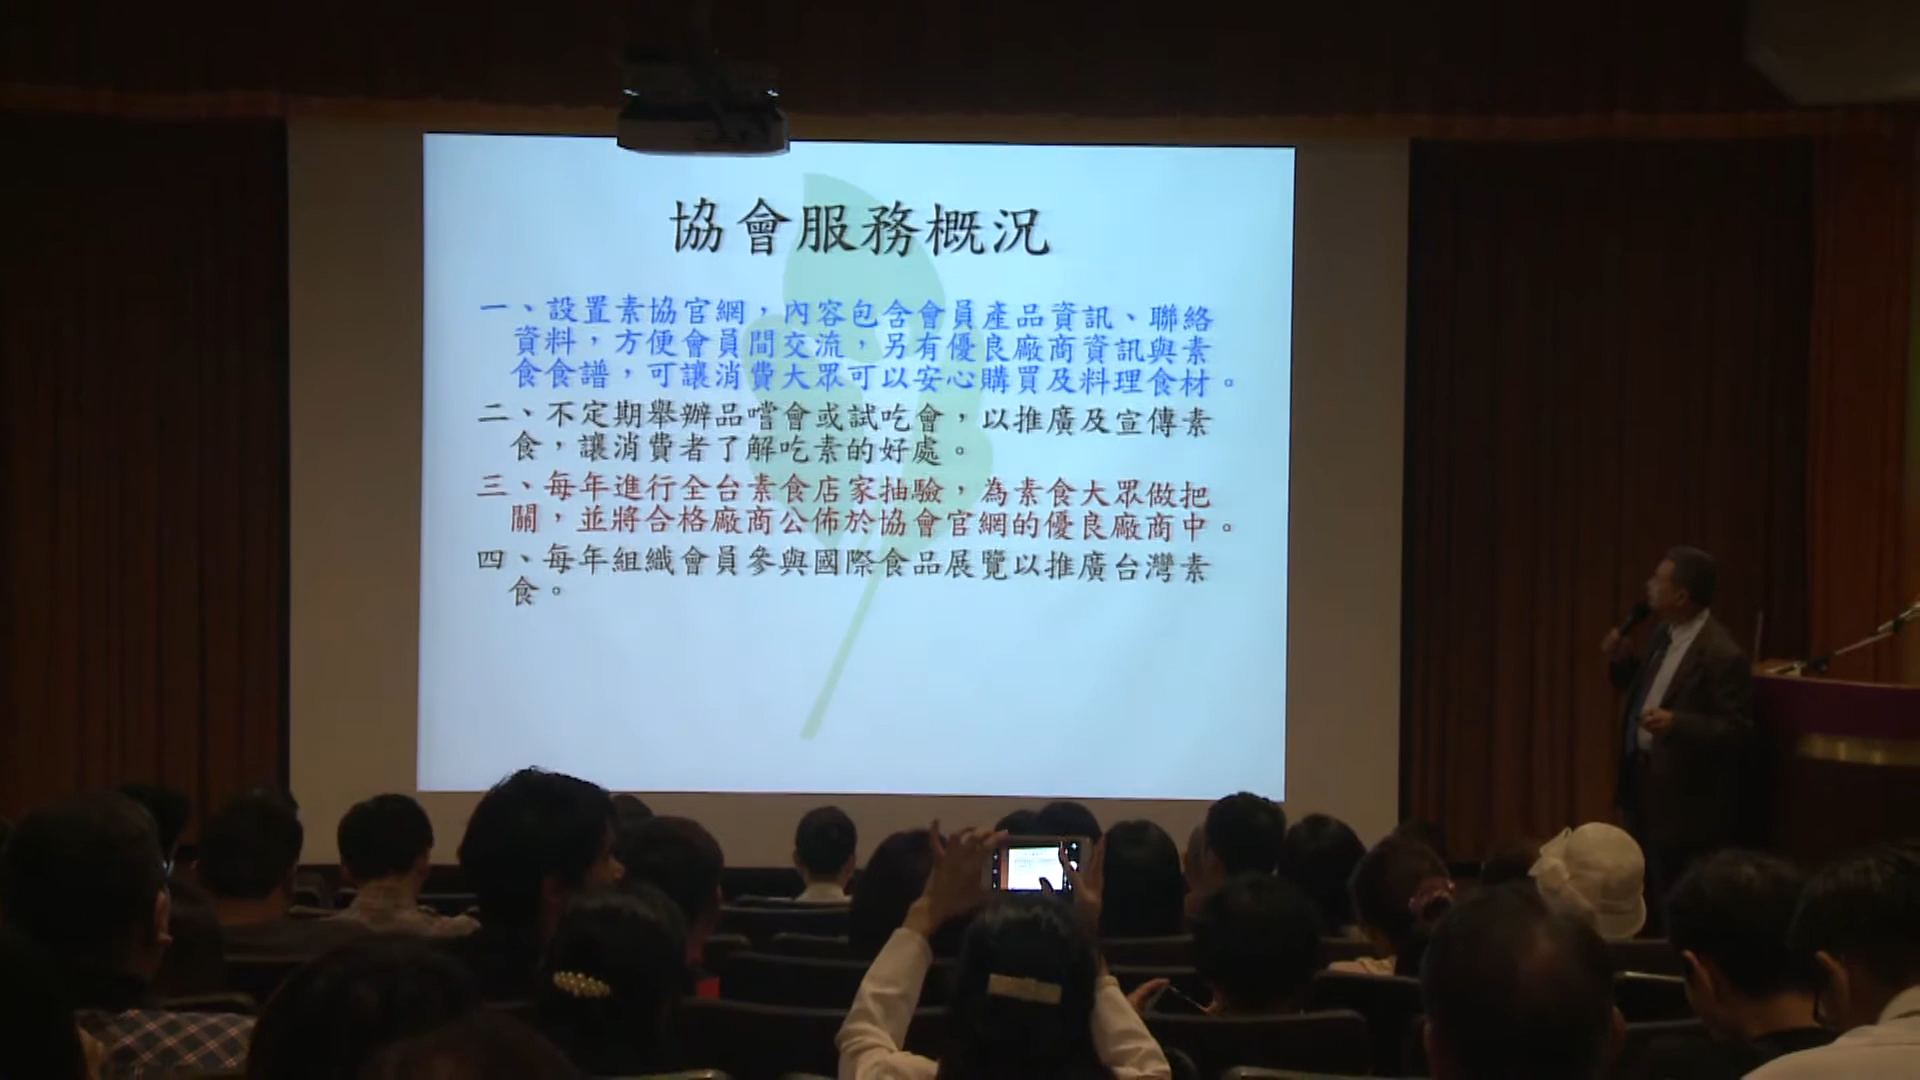 協會服務概況
一、設置素協官網，內容包含會員產品資訊、聯絡
資料，方便會員間交流，另有優良廠商資訊與素
食食譜，可讓消費大眾可以安心購買及料理食材。
二、不定期舉辦品嚐會或試吃會，以推廣及宣傳素
食，讓消費者了解吃素的好處。
三、每年進行全台素食店家抽驗，為素食大眾做把
關，並將合格廠商公佈於協會官網的優良廠商中。
四、每年組織會員參與國際食品展覽以推廣台灣素
食。